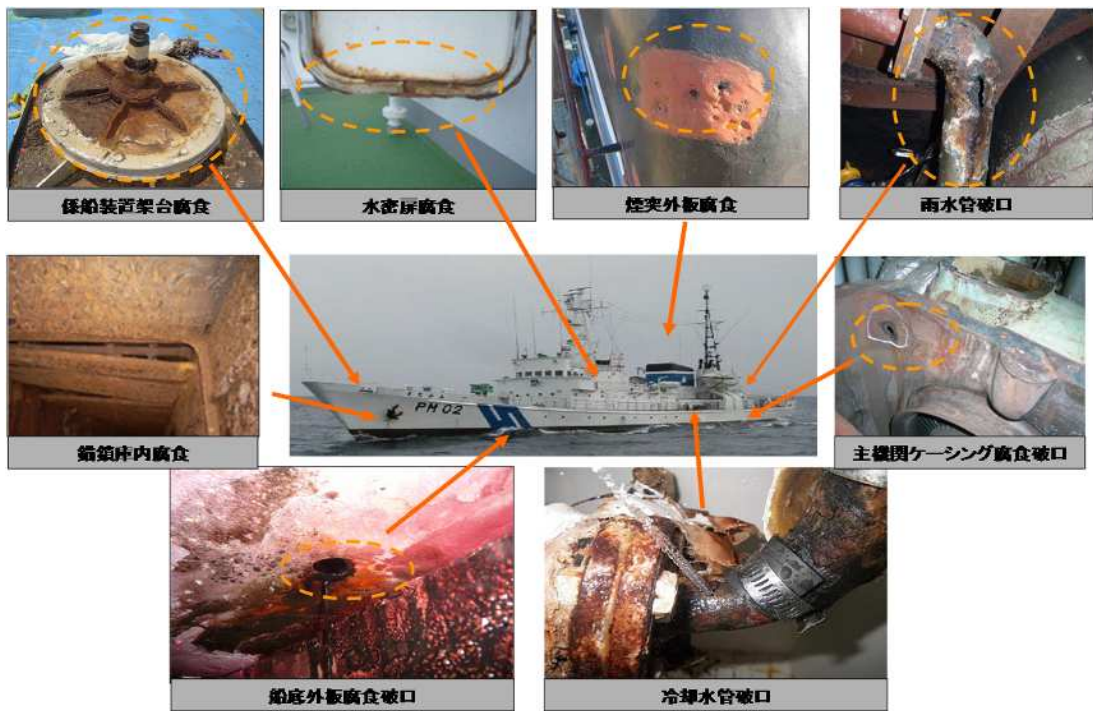 係船装置架台腐食
水密扉腐食
煙突外板腐食
雨水管破口
錨鎖庫内腐食
PM 02
主機関ケーシング腐食破口
船底外板腐食破口
冷却水管破口